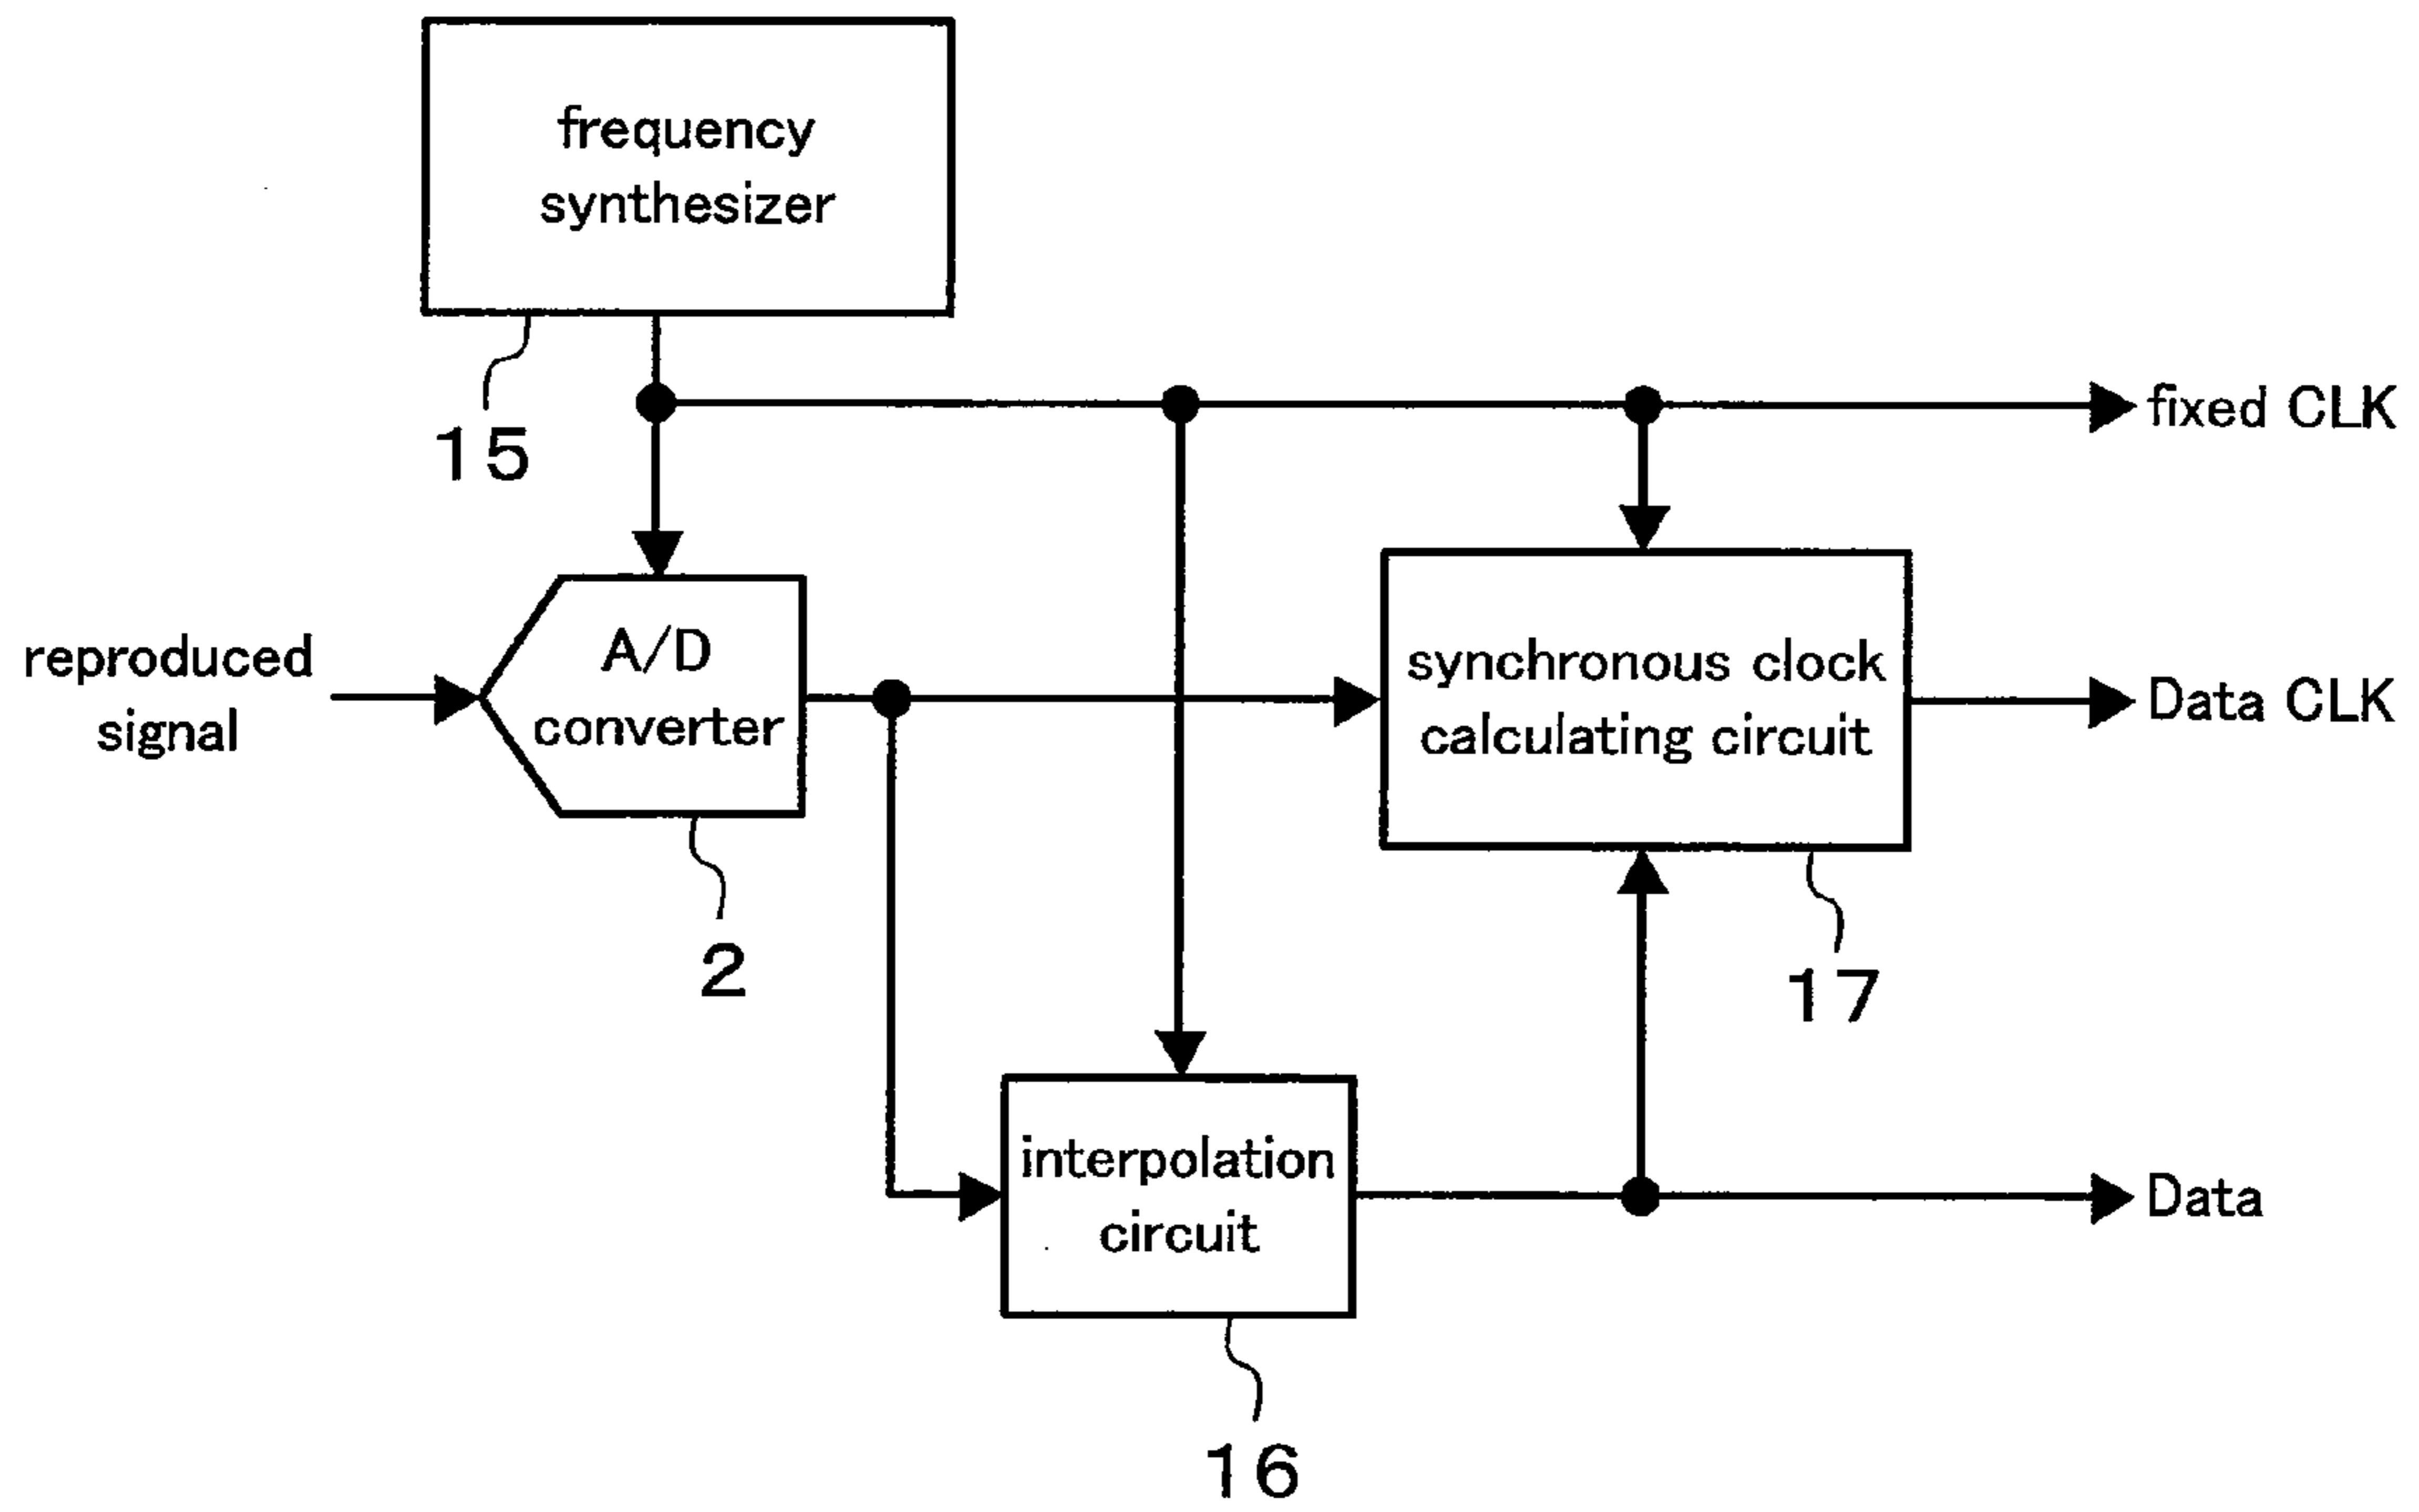 frequency
synthesizer
15
fixed CLK
reproduced
signal
A/D
converter
2
synchronous clock
calculating circuit
17
Data CLK
interpolation
circuit
16
Data